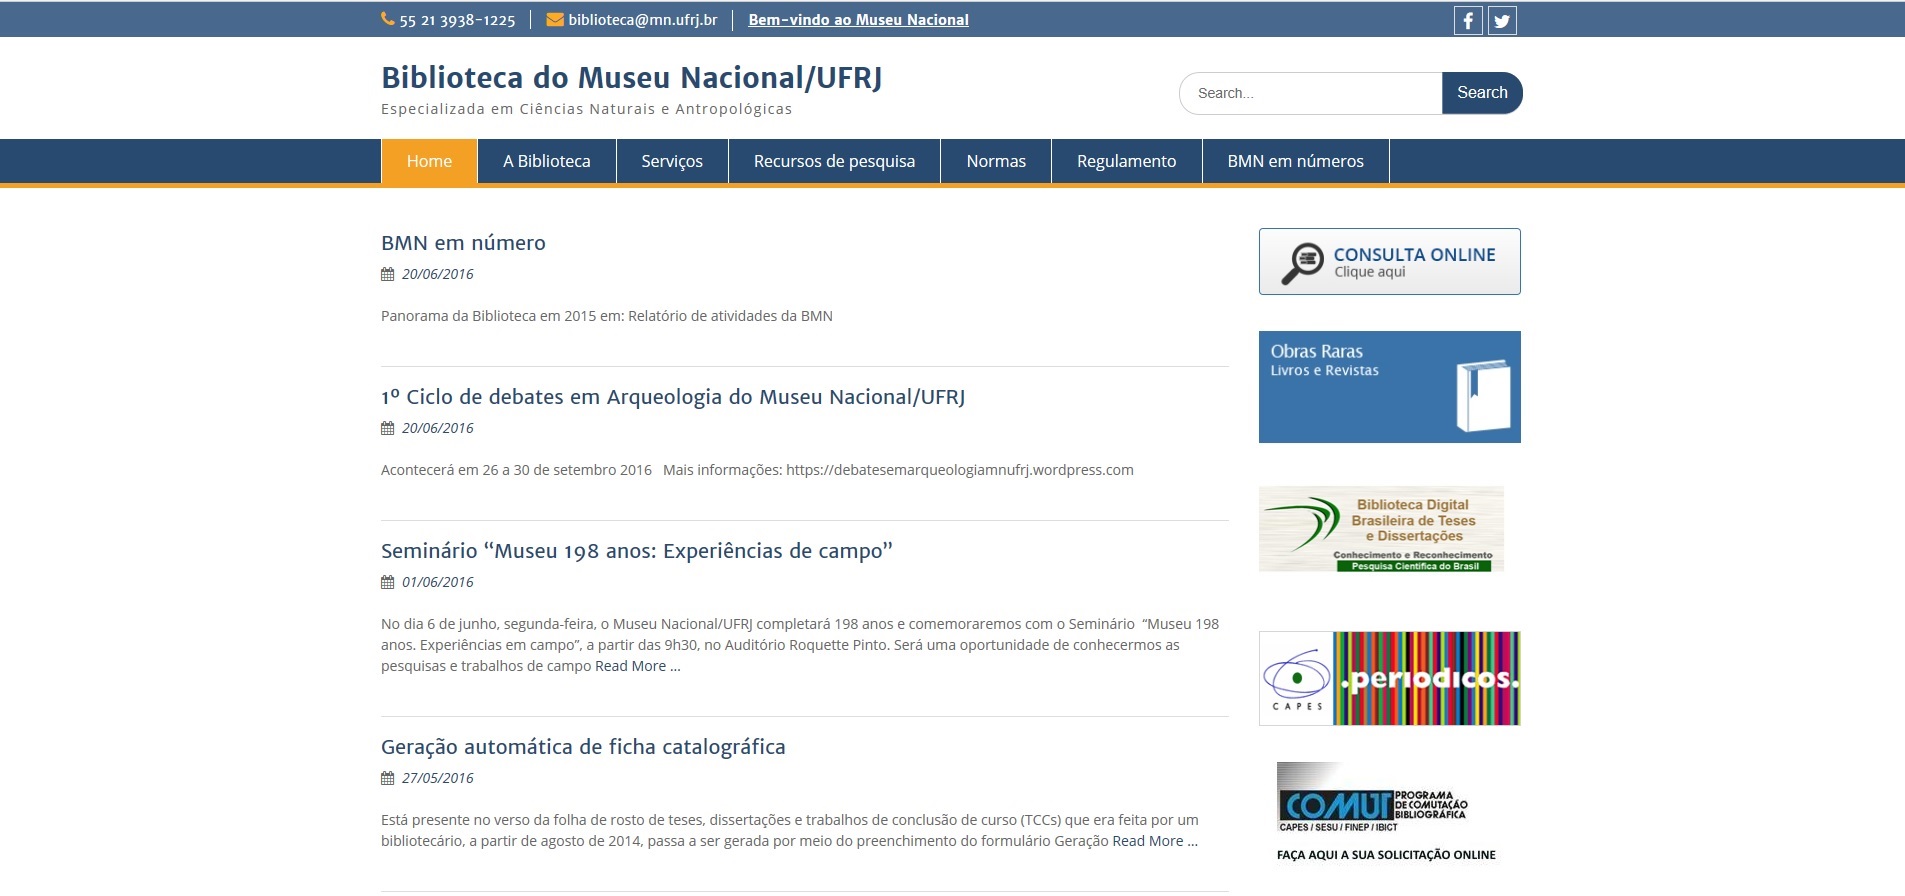 55 21 3938-1225
biblioteca@mn.ufrj.br
Bem-vindo ao Museu Nacional
Biblioteca do Museu Nacional/UFRJ
Especializada em Ciências Naturais e Antropológicas
Search...
Search
Home
A Biblioteca
Serviços
Recursos de pesquisa
Normas
Regulamento
BMN em números
BMN em número
20/06/2016
Panorama da Biblioteca em 2015 em: Relatório de atividades da BMN
1º Ciclo de debates em Arqueologia do Museu Nacional/UFRJ
20/06/2016
Acontecerá em 26 a 30 de setembro 2016   Mais informações: https://debatesemarqueologiamnufrj.wordpress.com
Seminário “Museu 198 anos: Experiências de campo”
01/06/2016
No dia 6 de junho, segunda-feira, o Museu Nacional/UFRJ completará 198 anos e comemoraremos com o Seminário  “Museu 198
anos. Experiências em campo”, a partir das 9h30, no Auditório Roquette Pinto. Será uma oportunidade de conhecermos as
pesquisas e trabalhos de campo Read More ...
Geração automática de ficha catalográfica
27/05/2016
Está presente no verso da folha de rosto de teses, dissertações e trabalhos de conclusão de curso (TCCs) que era feita por um
bibliotecário, a partir de agosto de 2014, passa a ser gerada por meio do preenchimento do formulário Geração Read More ...
CONSULTA ONLINE
Clique aqui
Obras Raras
Livros e Revistas
Biblioteca Digital
Brasileira de Teses
e Dissertações
Conhecimento e Reconhecimento
Pesquisa Científica do Brasil
CAPES
.periodicos.
COMUT
PROGRAMA
DE COMUTAÇÃO
BIBLIOGRÁFICA
CAPES / SESU / FINEP / IBICT
FAÇA AQUI A SUA SOLICITAÇÃO ONLINE